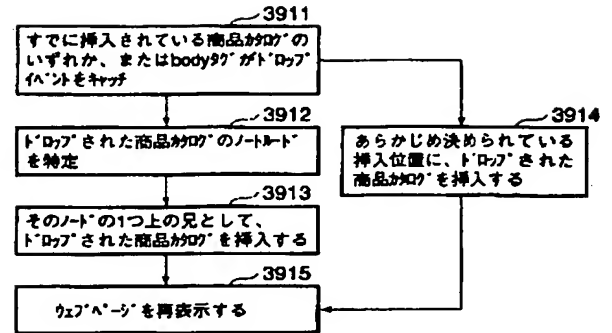 3911
すでに挿入されている商品ｶﾀﾛｸﾞの
いずれか、またはbodyﾀｸﾞがﾄﾞﾛｯﾌﾟ
ｲﾍﾞﾝﾄをｷｬｯﾁ
3912
ﾄﾞﾛｯﾌﾟされた商品ｶﾀﾛｸﾞのﾉｰﾄﾙｰﾄﾞ
を特定
3913
そのﾉｰﾄﾞの1つ上の兄として、
ﾄﾞﾛｯﾌﾟされた商品ｶﾀﾛｸﾞを挿入する
3914
あらかじめ決められている
挿入位置に、ﾄﾞﾛｯﾌﾟされた
商品ｶﾀﾛｸﾞを挿入する
3915
ｳｪﾌﾞﾍﾟｰｼﾞを再表示する